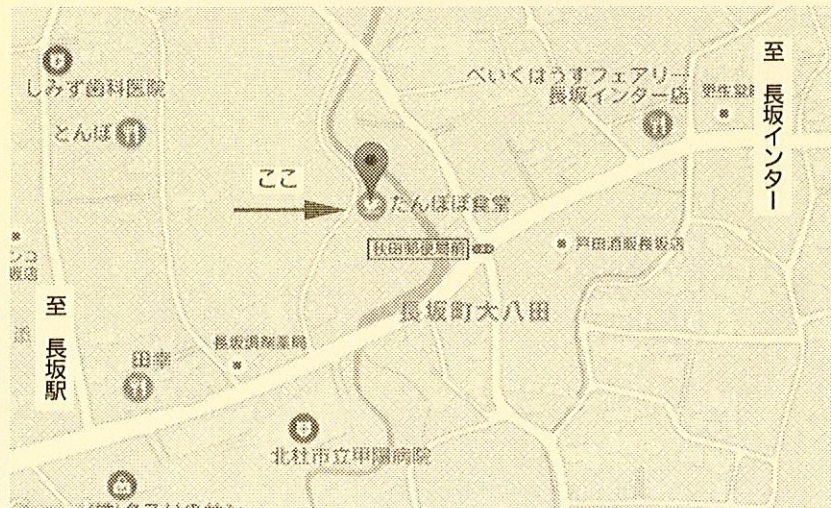 しみず歯科医院
とんぼ
べいくはうすフェアリー
長坂インター店
至 長坂インター
ここ
たんぽぽ食堂
秋田郵便局前
戸田酒販長坂店
長坂町大八田
至 長坂駅
長坂調剤薬局
田幸
北杜市立甲陽病院